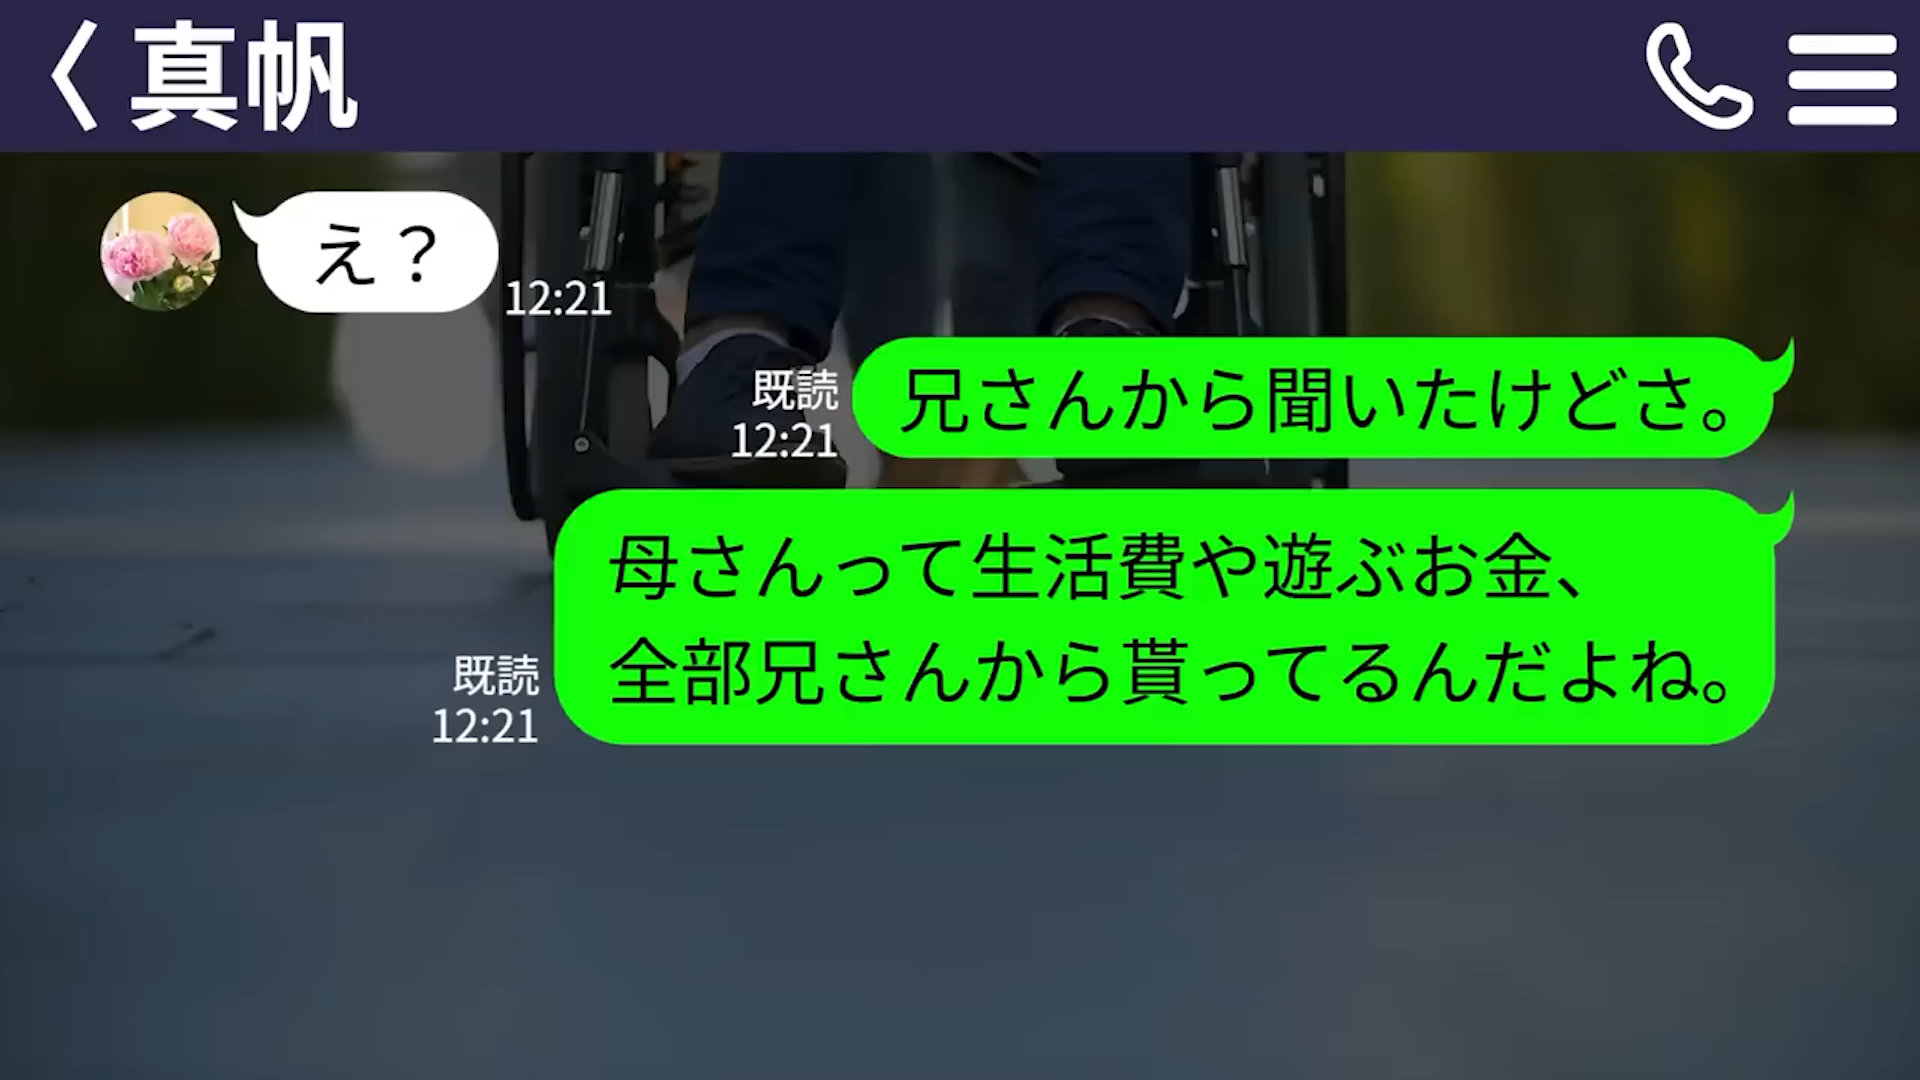 真帆
え？
12:21
既読
12:21
兄さんから聞いたけどさ。
母さんって生活費や遊ぶお金、
全部兄さんから貰ってるんだよね。
既読
12:21